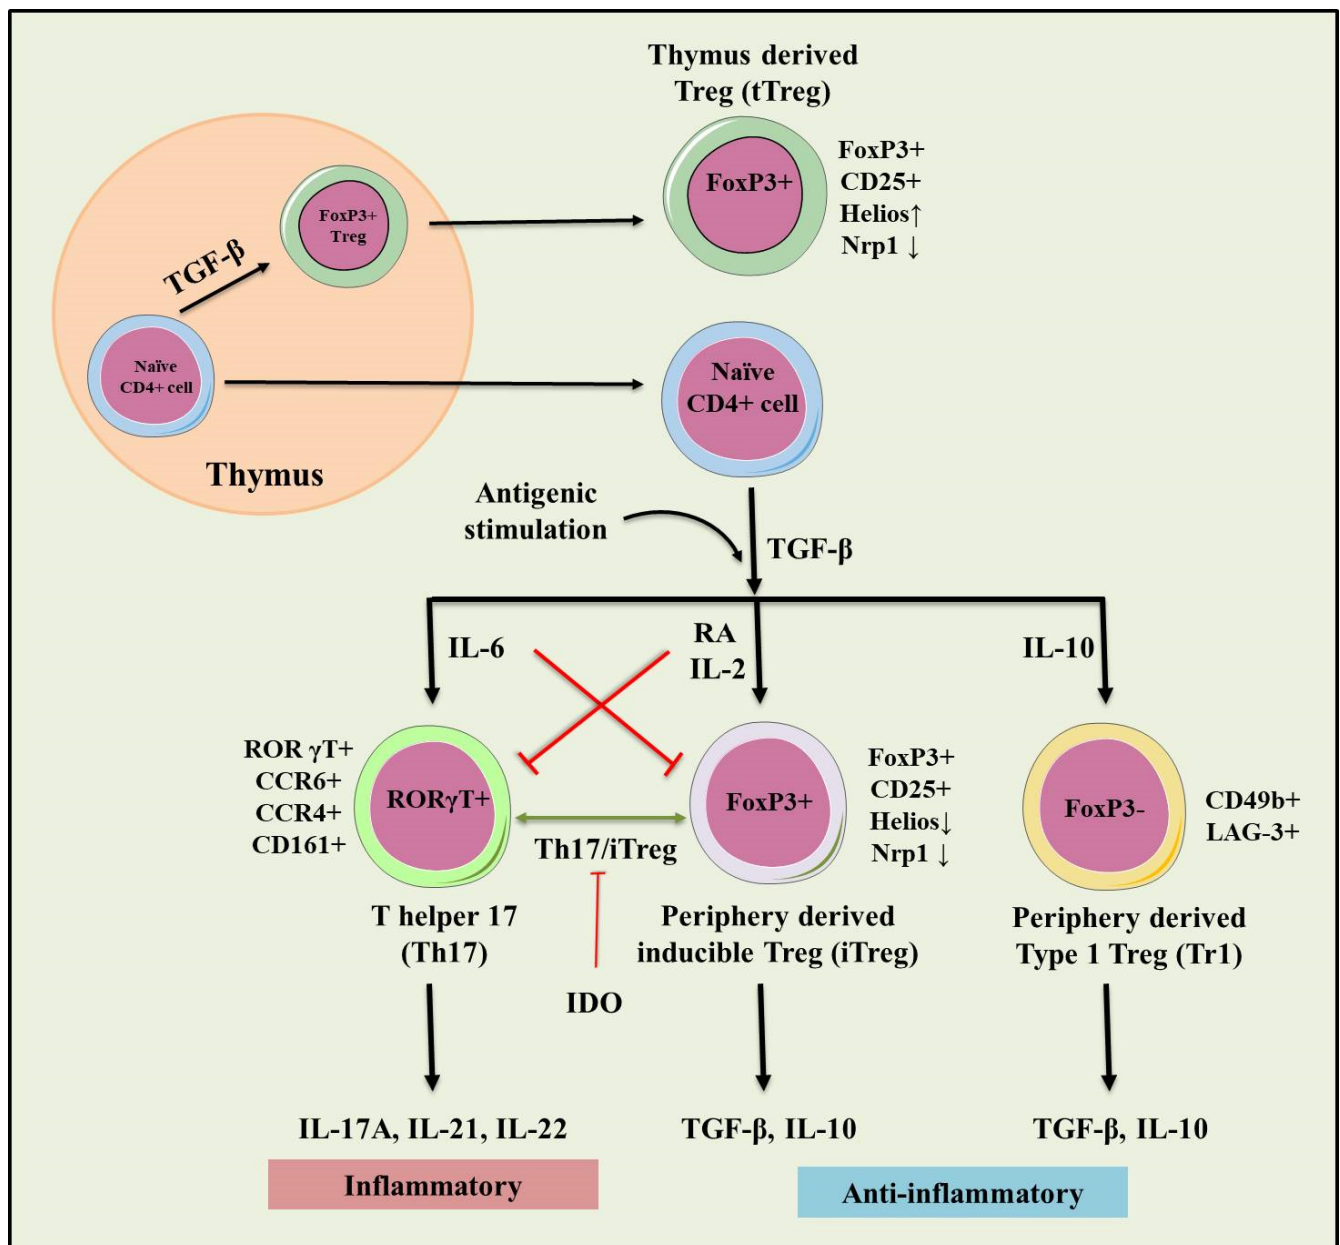 Thymus derived
Treg (tTreg)
FoxP3+
FoxP3+
CD25+
Helios↑
Nrp1 ↓
FoxP3+
Treg
TGF-β
Naïve
CD4+ cell
Thymus
Naïve
CD4+ cell
Antigenic
stimulation
TGF-β
IL-6
RA
IL-2
IL-10
ROR γT+
CCR6+
CCR4+
CD161+
RORγT+
Th17/iTreg
FoxP3+
FoxP3+
CD25+
Helios↓
Nrp1 ↓
FoxP3-
CD49b+
LAG-3+
T helper 17
(Th17)
IDO
Periphery derived
inducible Treg (iTreg)
Periphery derived
Type 1 Treg (Tr1)
IL-17A, IL-21, IL-22
TGF-β, IL-10
TGF-β, IL-10
Inflammatory
Anti-inflammatory